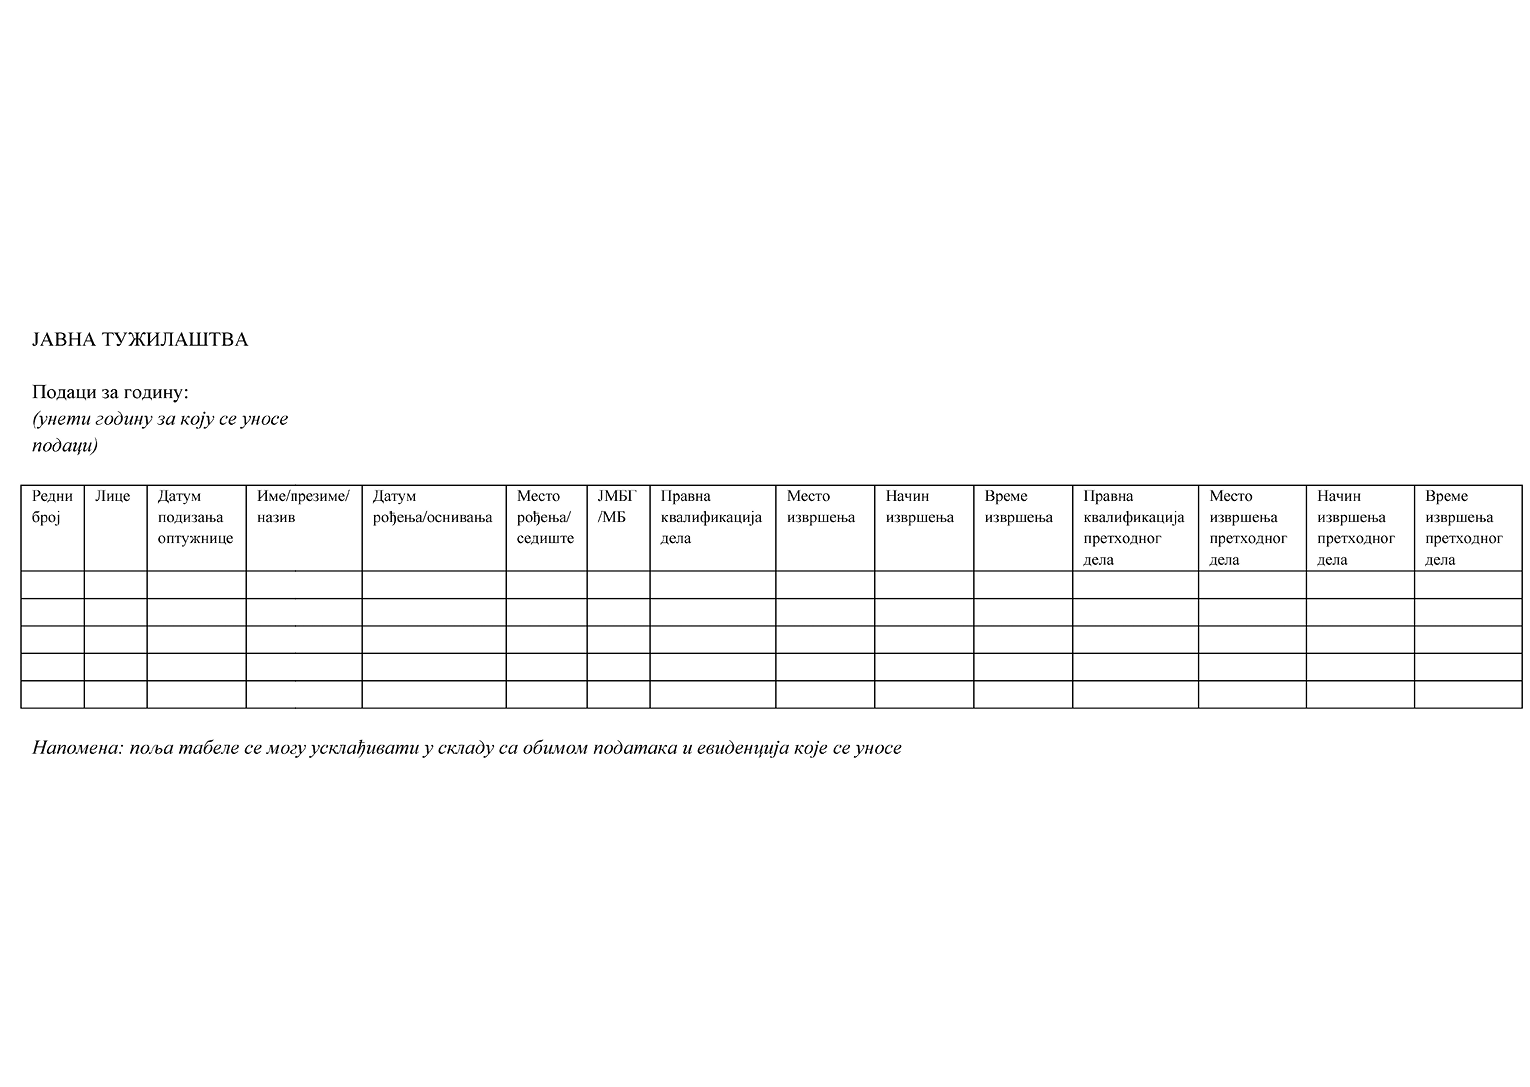 ЈАВНА ТУЖИЛАШТВА
Подаци за годину:
(унети годину за коју се уносе
подаци)
Редни број
Лице
Датум подизања оптужнице
Име/презиме/ назив
Датум рођења/оснивања
Место рођења/ седиште
ЈМБГ /МБ
Правна квалификација дела
Место извршења
Начин извршења
Време извршења
Правна квалификација претходног дела
Место извршења претходног дела
Начин извршења претходног дела
Време извршења претходног дела
Напомена: поља табеле се могу усклађивати у складу са обимом података и евиденција које се уносе